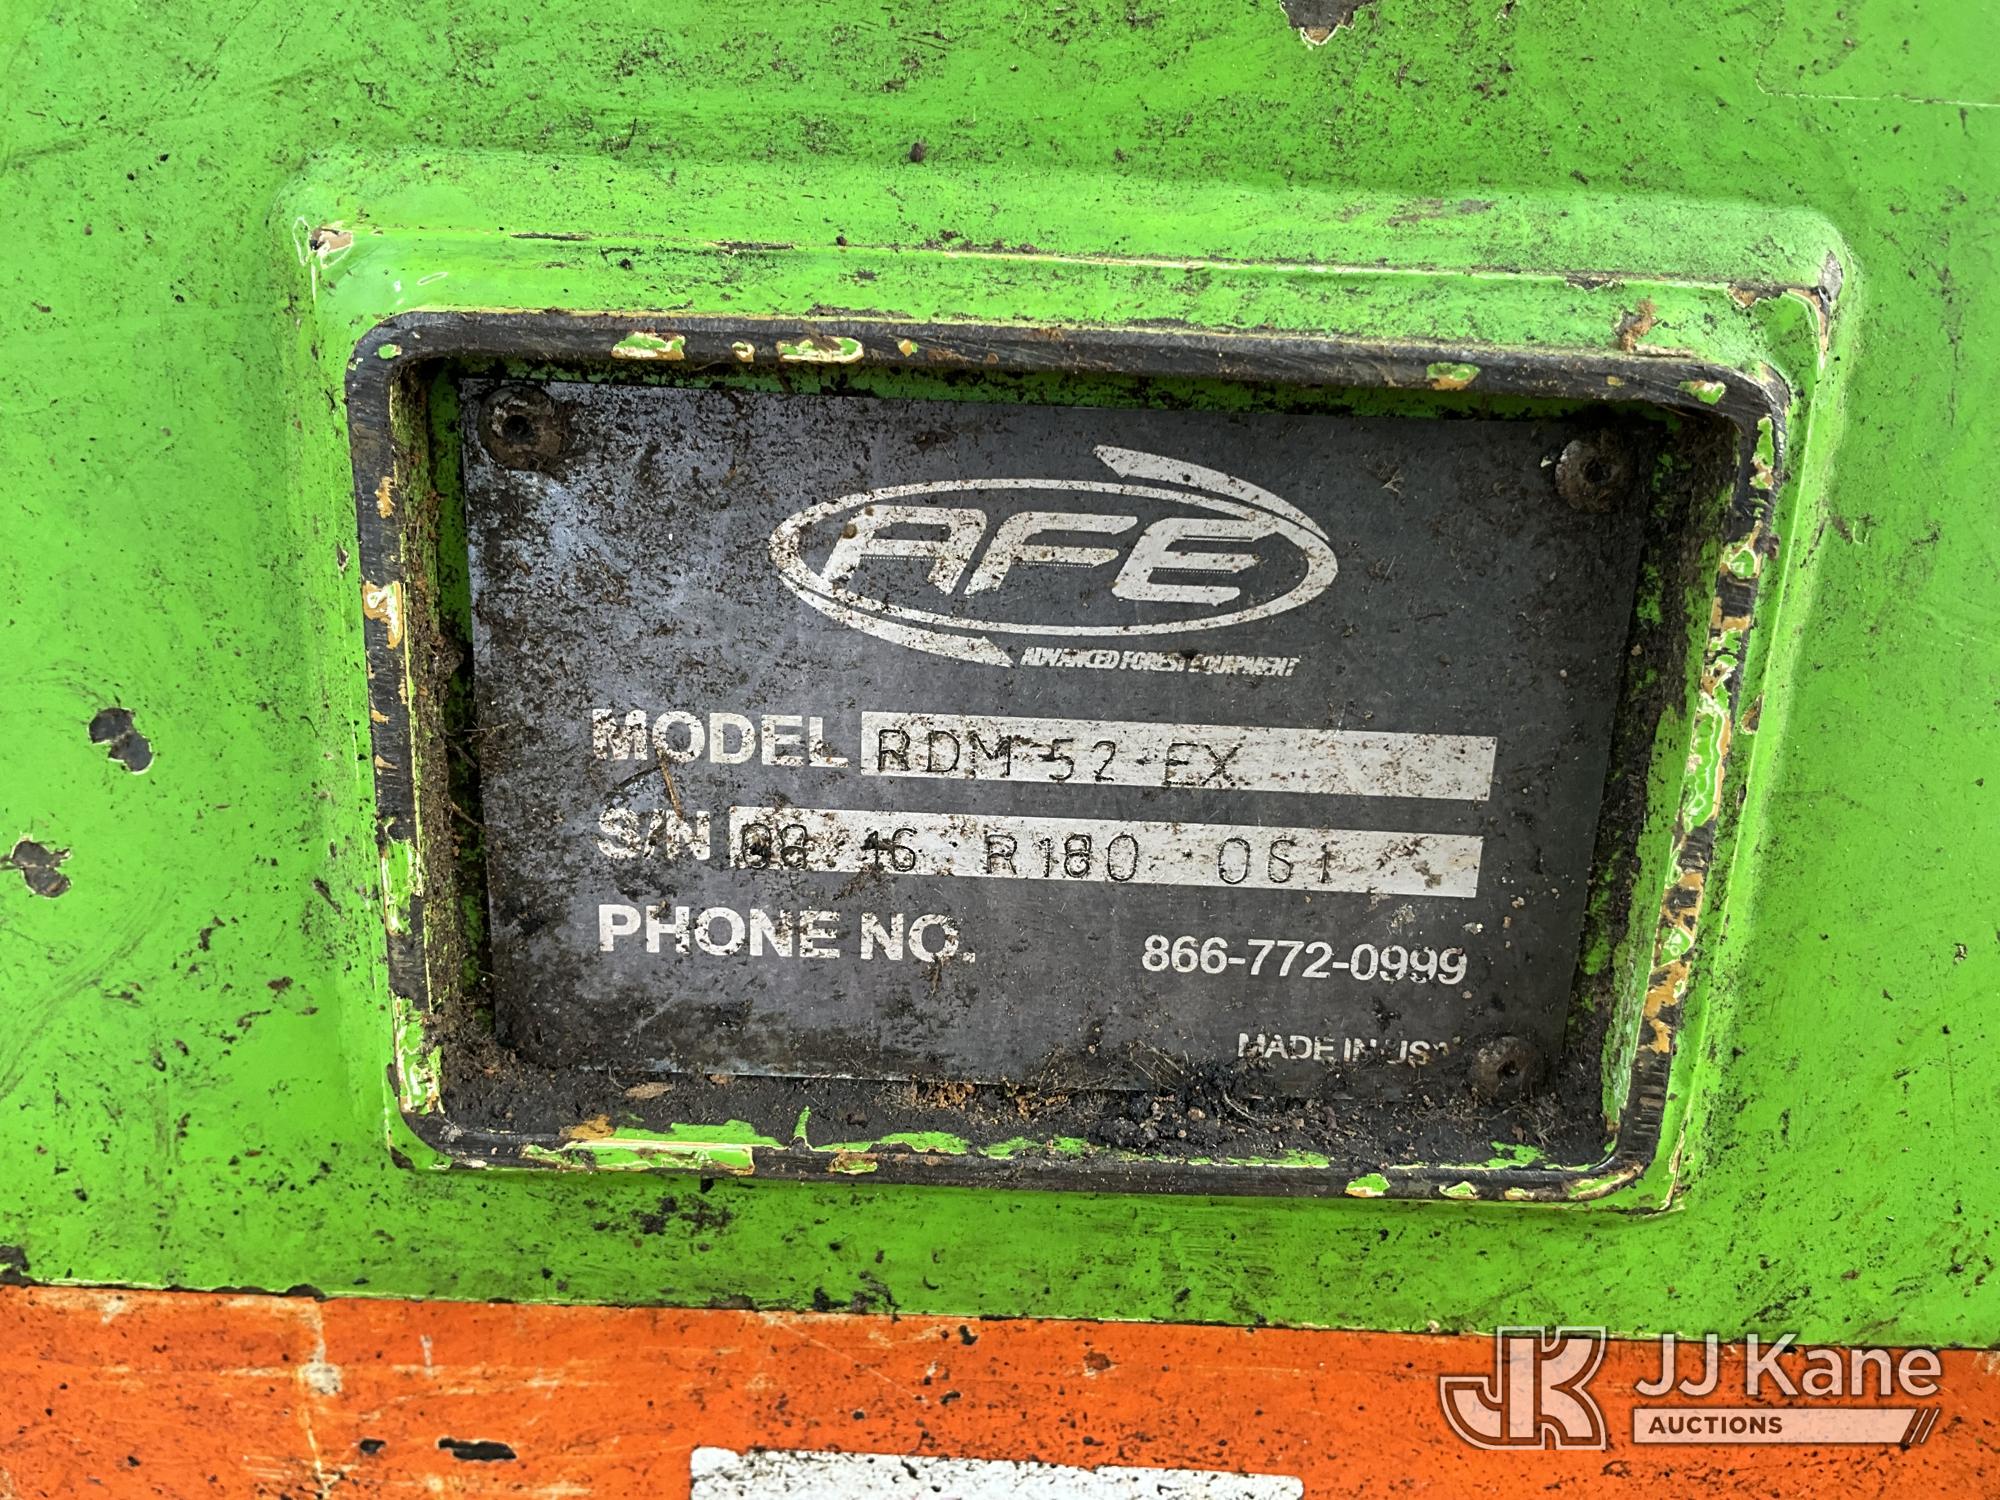 AFE
ADVANCED FOREST EQUIPMENT
MODEL RDM-52-EX
S/N 08 16 R180 061
PHONE NO. 866-772-0999
MADE IN USA
JJ Kane
AUCTIONS